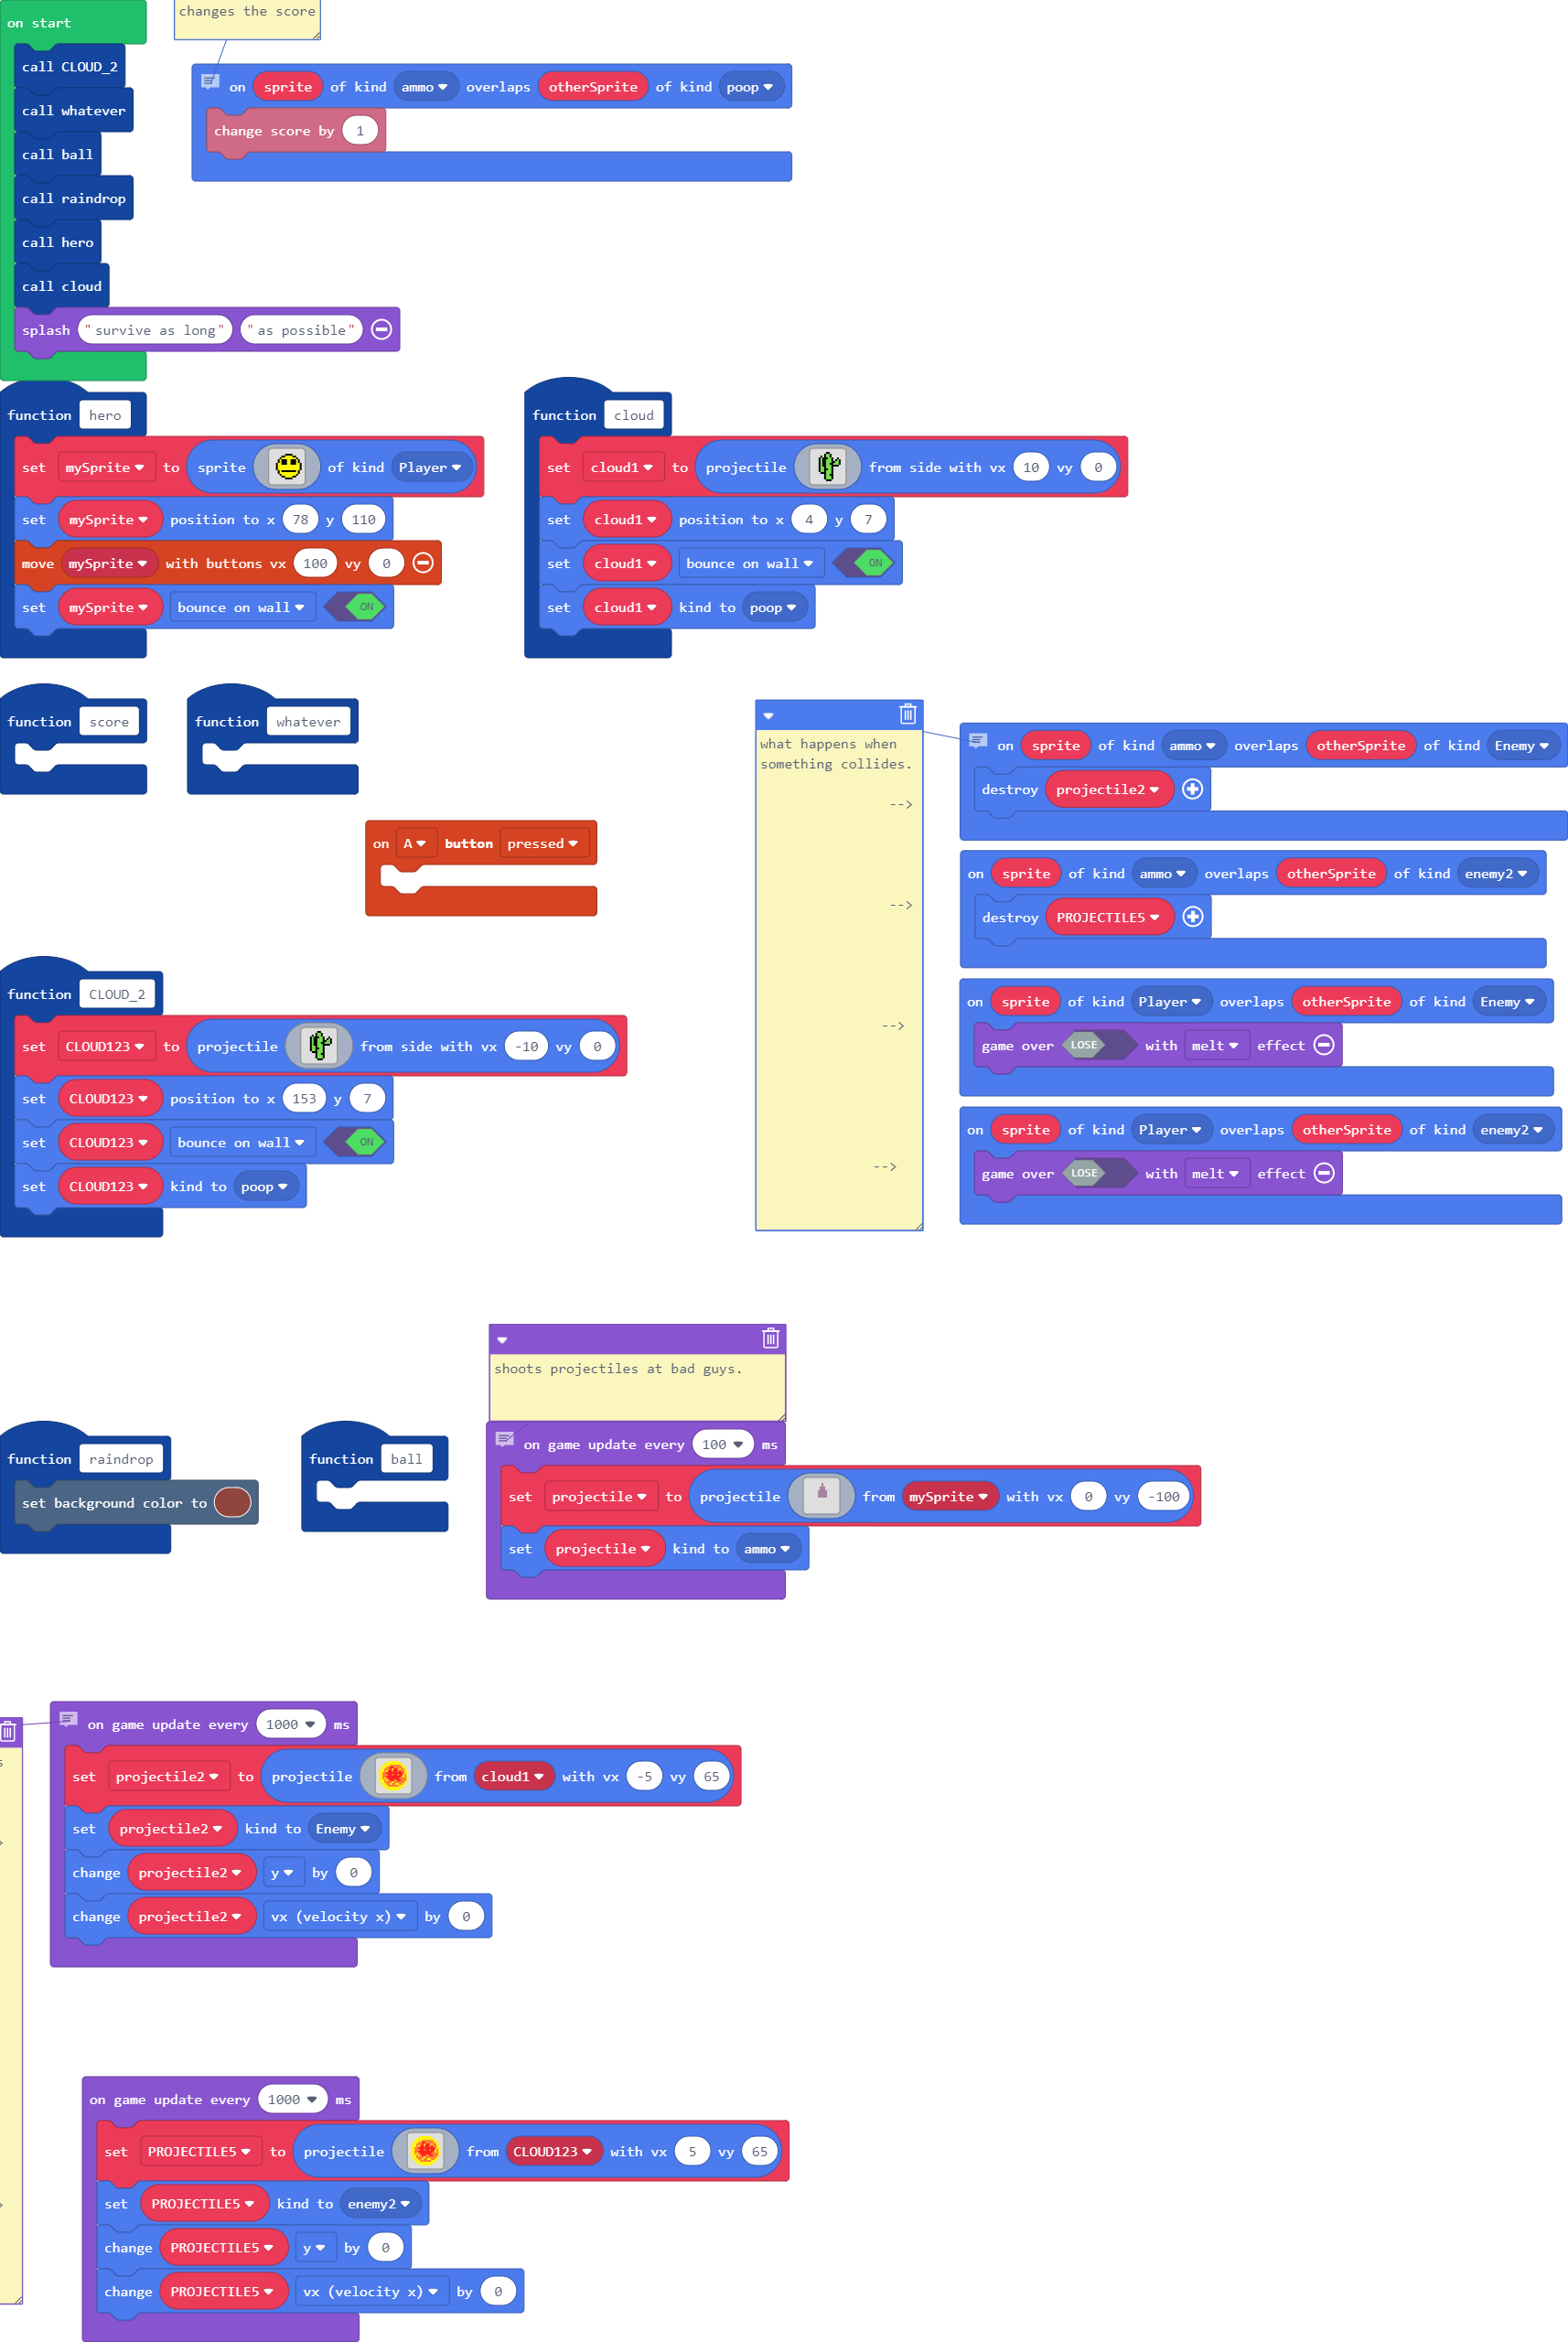 on start
call CLOUD_2
call whatever
call ball
call raindrop
call hero
call cloud
splash "survive as long" "as possible"
changes the score
on sprite of kind ammo overlaps otherSprite of kind poop
change score by 1
function hero
set mySprite to sprite of kind Player
set mySprite position to x 78 y 110
move mySprite with buttons vx 100 vy 0
set mySprite bounce on wall ON
function cloud
set cloud1 to projectile from side with vx 10 vy 0
set cloud1 position to x 4 y 7
set cloud1 bounce on wall ON
set cloud1 kind to poop
function score
function whatever
on A button pressed
what happens when
something collides.
-->
-->
-->
-->
on sprite of kind ammo overlaps otherSprite of kind Enemy
destroy projectile2
on sprite of kind ammo overlaps otherSprite of kind enemy2
destroy PROJECTILE5
on sprite of kind Player overlaps otherSprite of kind Enemy
game over LOSE with melt effect
on sprite of kind Player overlaps otherSprite of kind enemy2
game over LOSE with melt effect
function CLOUD_2
set CLOUD123 to projectile from side with vx -10 vy 0
set CLOUD123 position to x 153 y 7
set CLOUD123 bounce on wall ON
set CLOUD123 kind to poop
function raindrop
set background color to
function ball
shoots projectiles at bad guys.
on game update every 100 ms
set projectile to projectile from mySprite with vx 0 vy -100
set projectile kind to ammo
on game update every 1000 ms
set projectile2 to projectile from cloud1 with vx -5 vy 65
set projectile2 kind to Enemy
change projectile2 y by 0
change projectile2 vx (velocity x) by 0
on game update every 1000 ms
set PROJECTILE5 to projectile from CLOUD123 with vx 5 vy 65
set PROJECTILE5 kind to enemy2
change PROJECTILE5 y by 0
change PROJECTILE5 vx (velocity x) by 0